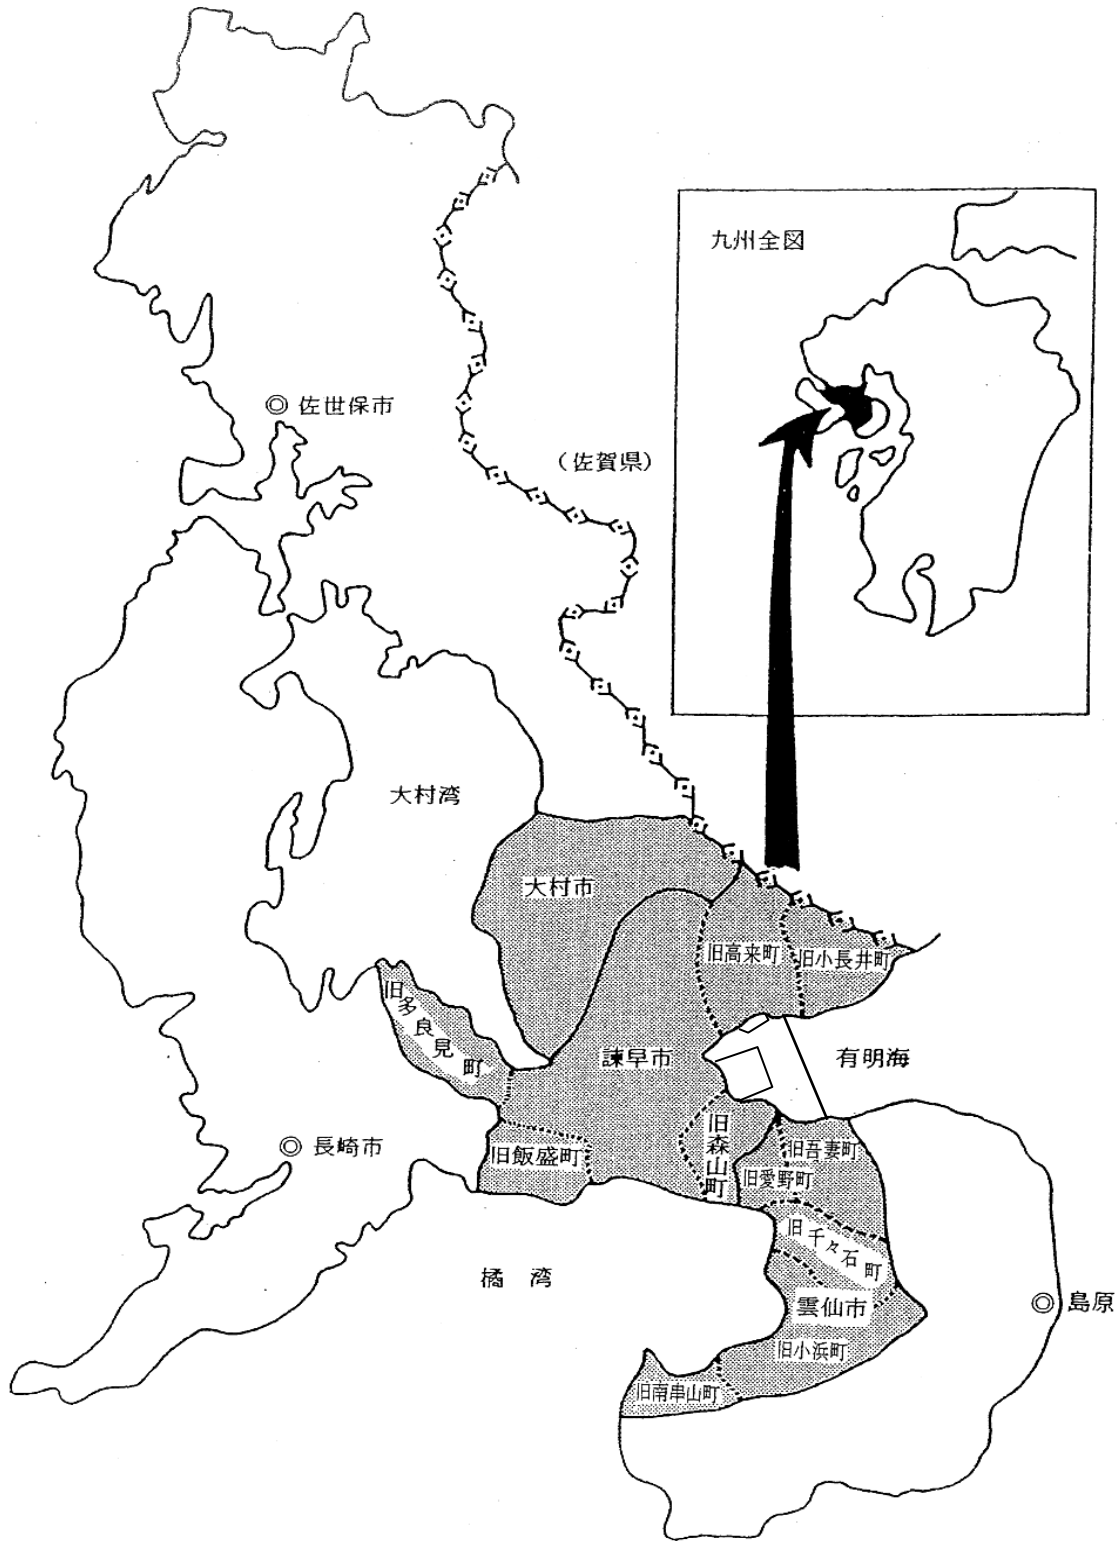 九州全図
◎ 佐世保市
（佐賀県）
大村湾
大村市
旧高来町
旧小長井町
旧多良見町
諫早市
有明海
◎ 長崎市
旧飯盛町
旧森山町
旧吾妻町
旧愛野町
旧千々石町
橘 湾
雲仙市
◎ 島原
旧小浜町
旧南串山町